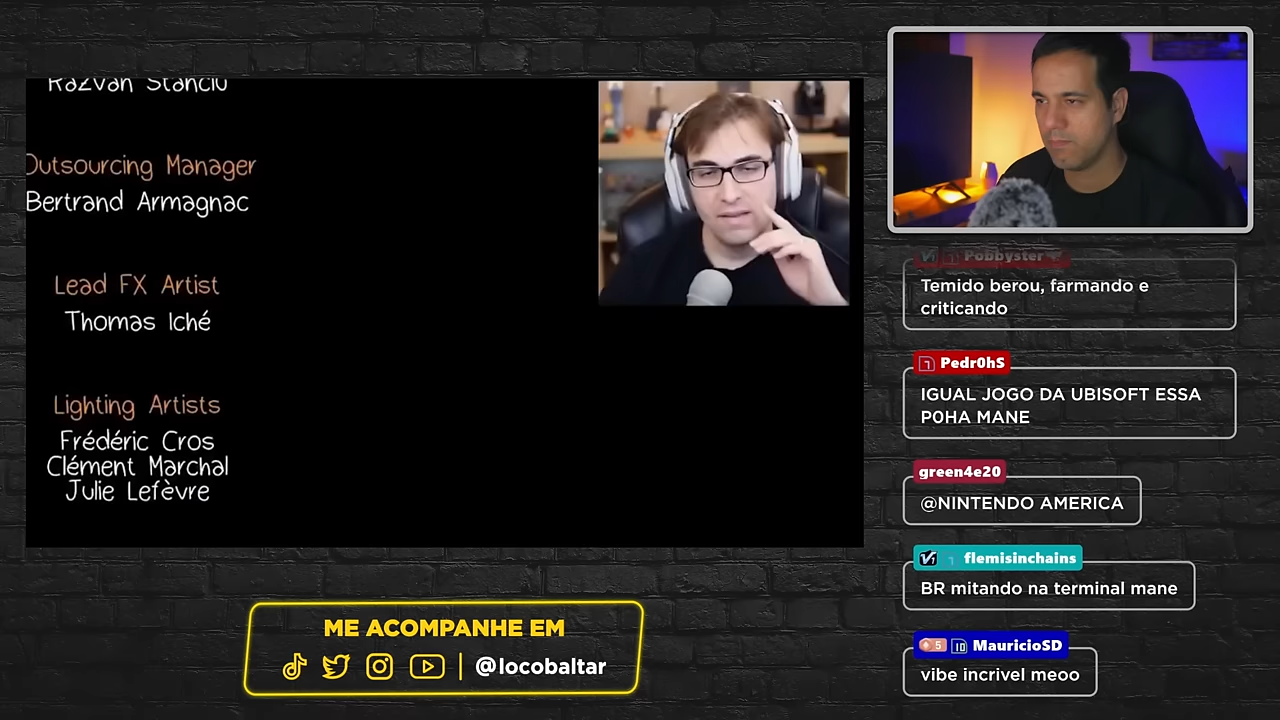 Razvan Stanciu
Outsourcing Manager
Bertrand Armagnac
Lead FX Artist
Thomas Iché
Lighting Artists
Frédéric Cros
Clément Marchal
Julie Lefèvre
ME ACOMPANHE EM
@locobaltar
Pobbyster
Temido berou, farmando e
criticando
Pedr0hS
IGUAL JOGO DA UBISOFT ESSA
P0HA MANE
green4e20
@NINTENDO AMERICA
flemisinchains
BR mitando na terminal mane
5 MauricioSD
vibe incrivel meoo